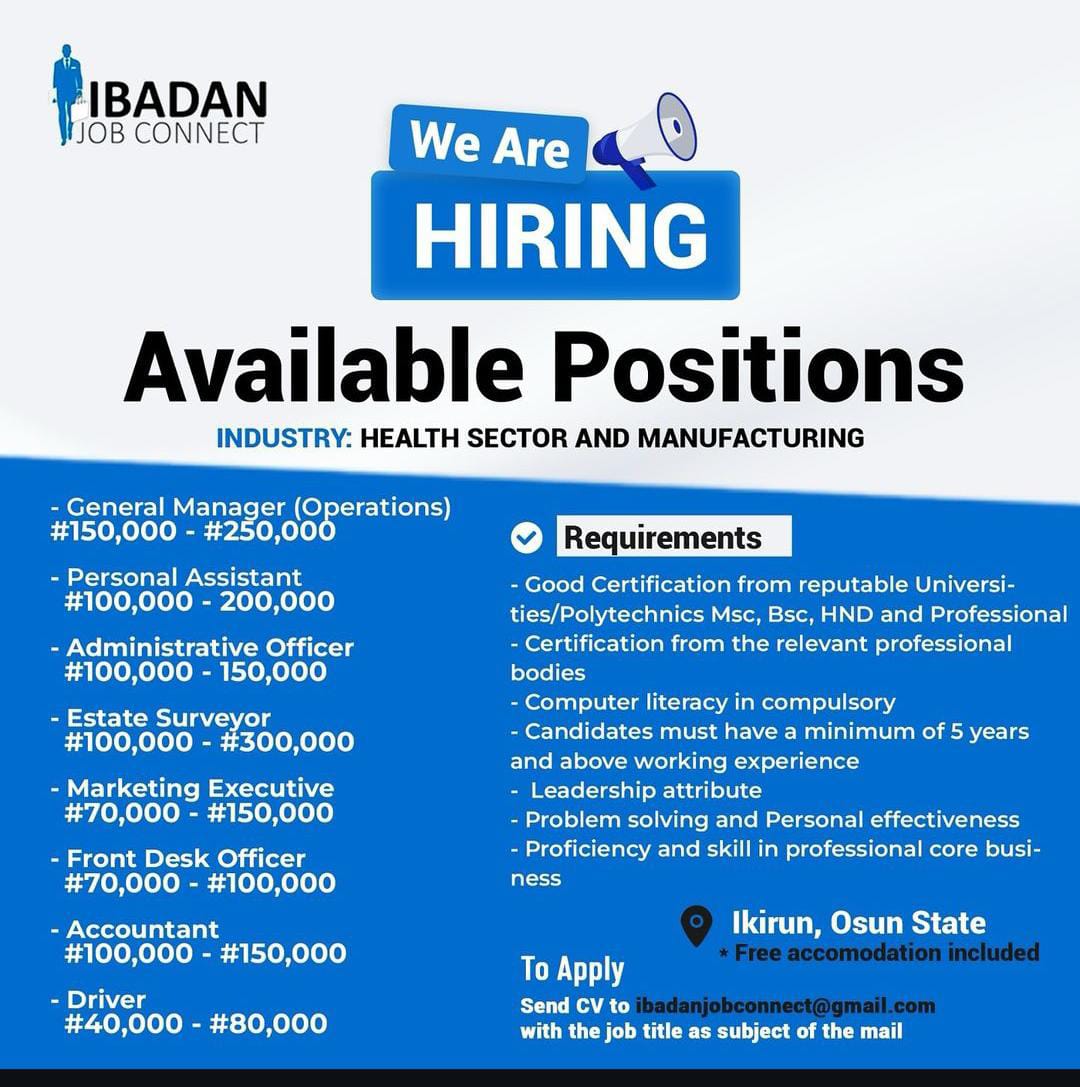 IBADAN
JOB CONNECT
We Are
HIRING
Available Positions
INDUSTRY: HEALTH SECTOR AND MANUFACTURING
- General Manager (Operations)
#150,000 - #250,000
- Personal Assistant
#100,000 - 200,000
- Administrative Officer
#100,000 - 150,000
- Estate Surveyor
#100,000 - #300,000
- Marketing Executive
#70,000 - #150,000
- Front Desk Officer
#70,000 - #100,000
- Accountant
#100,000 - #150,000
- Driver
#40,000 - #80,000
Requirements
- Good Certification from reputable Universi-
ties/Polytechnics Msc, Bsc, HND and Professional
- Certification from the relevant professional
bodies
- Computer literacy in compulsory
- Candidates must have a minimum of 5 years
and above working experience
- Leadership attribute
- Problem solving and Personal effectiveness
- Proficiency and skill in professional core busi-
ness
Ikirun, Osun State
* Free accomodation included
To Apply
Send CV to ibadanjobconnect@gmail.com
with the job title as subject of the mail